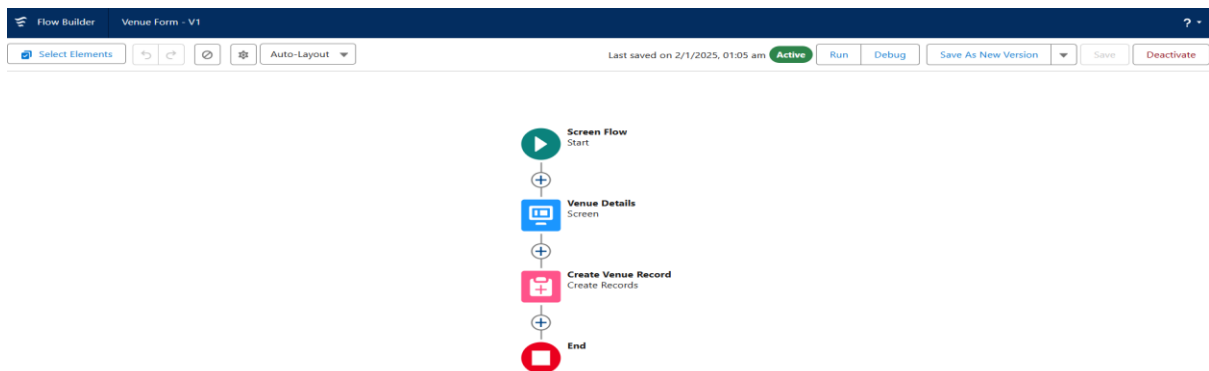 Flow Builder Venue Form - V1 ?
Select Elements Auto-Layout Last saved on 2/1/2025, 01:05 am Active Run Debug Save As New Version Save Deactivate
Screen Flow
Start
Venue Details
Screen
Create Venue Record
Create Records
End